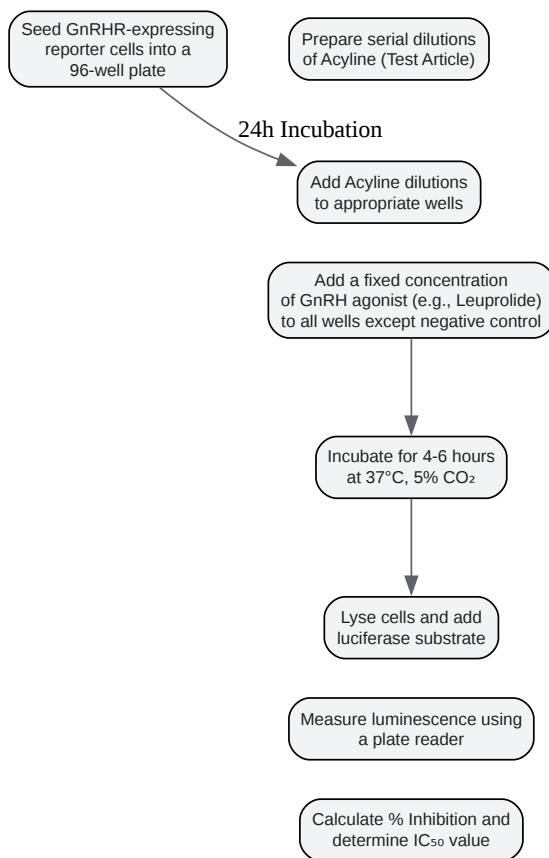 Seed GnRHR-expressing
reporter cells into a
96-well plate
Prepare serial dilutions
of Acyline (Test Article)
24h Incubation
Add Acyline dilutions
to appropriate wells
Add a fixed concentration
of GnRH agonist (e.g., Leuprolide)
to all wells except negative control
Incubate for 4-6 hours
at 37°C, 5% CO₂
Lyse cells and add
luciferase substrate
Measure luminescence using
a plate reader
Calculate % Inhibition and
determine IC₅₀ value